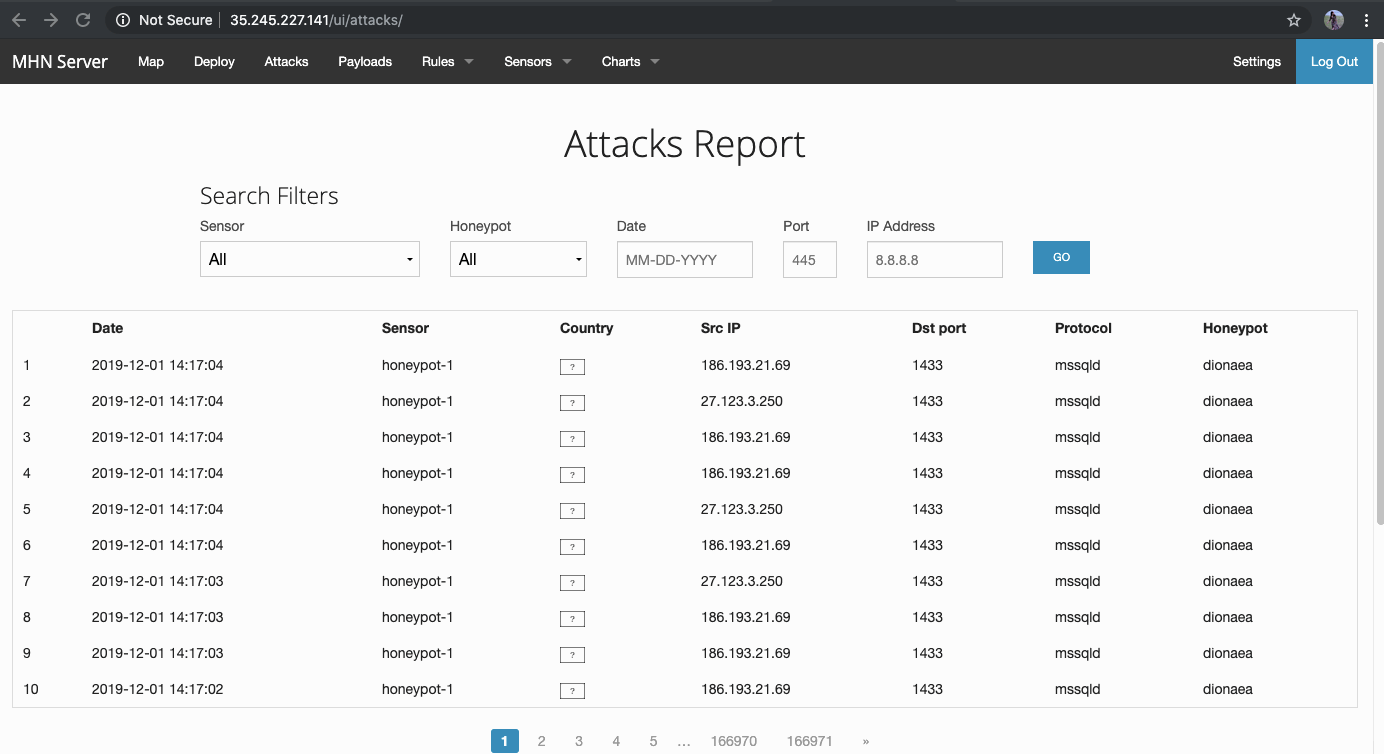 Not Secure 35.245.227.141/ui/attacks/
MHN Server Map Deploy Attacks Payloads Rules Sensors Charts Settings Log Out
Attacks Report
Search Filters
Sensor Honeypot Date Port IP Address
All All MM-DD-YYYY 445 8.8.8.8 GO
Date Sensor Country Src IP Dst port Protocol Honeypot
1 2019-12-01 14:17:04 honeypot-1 ? 186.193.21.69 1433 mssqld dionaea
2 2019-12-01 14:17:04 honeypot-1 ? 27.123.3.250 1433 mssqld dionaea
3 2019-12-01 14:17:04 honeypot-1 ? 186.193.21.69 1433 mssqld dionaea
4 2019-12-01 14:17:04 honeypot-1 ? 186.193.21.69 1433 mssqld dionaea
5 2019-12-01 14:17:04 honeypot-1 ? 27.123.3.250 1433 mssqld dionaea
6 2019-12-01 14:17:04 honeypot-1 ? 186.193.21.69 1433 mssqld dionaea
7 2019-12-01 14:17:03 honeypot-1 ? 27.123.3.250 1433 mssqld dionaea
8 2019-12-01 14:17:03 honeypot-1 ? 186.193.21.69 1433 mssqld dionaea
9 2019-12-01 14:17:03 honeypot-1 ? 186.193.21.69 1433 mssqld dionaea
10 2019-12-01 14:17:02 honeypot-1 ? 186.193.21.69 1433 mssqld dionaea
1 2 3 4 5 ... 166970 166971 »